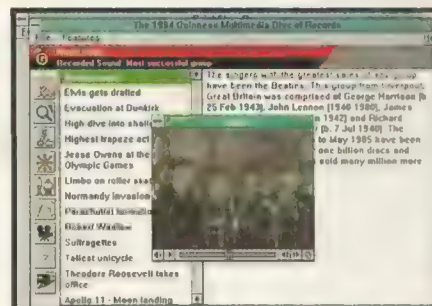 The 1994 Guinness Multimedia Disc of Records
File Features
Recorded Sound Most successful group
Elvis gets drafted
Evacuation at Dunkirk
High dive into
Highest trapeze act
Jesse Owens at the
Olympic Games
Limbo on roller
Normandy invasion
Parachutist
Robert Wadlow
Suffragettes
Tallest unicycle
Theodore Roosevelt takes
office
Apollo 11 - Moon landing
The singers with the greatest sales of any group
have been the Beatles. This group from Liverpool,
Great Britain was comprised of George Harrison [b
25 Feb 1943], John Lennon [1940 1980], James
1942] and Richard
[b. 7 Jul 1940]. The
to May 1985 have been
one billion discs and
sold many million more